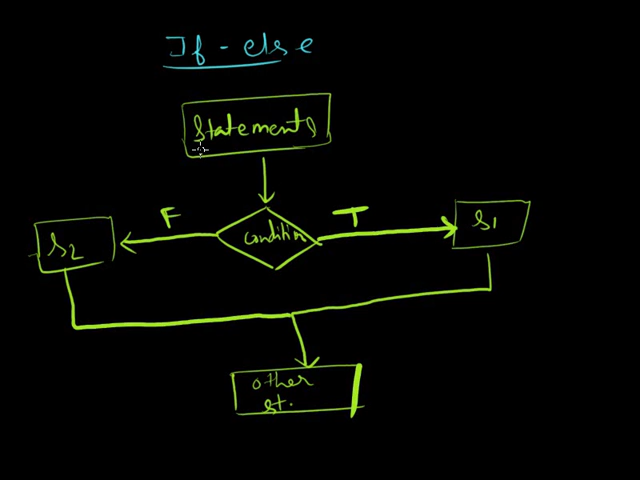 If - else
Statements
F
T
condition
S2
S1
other
st.